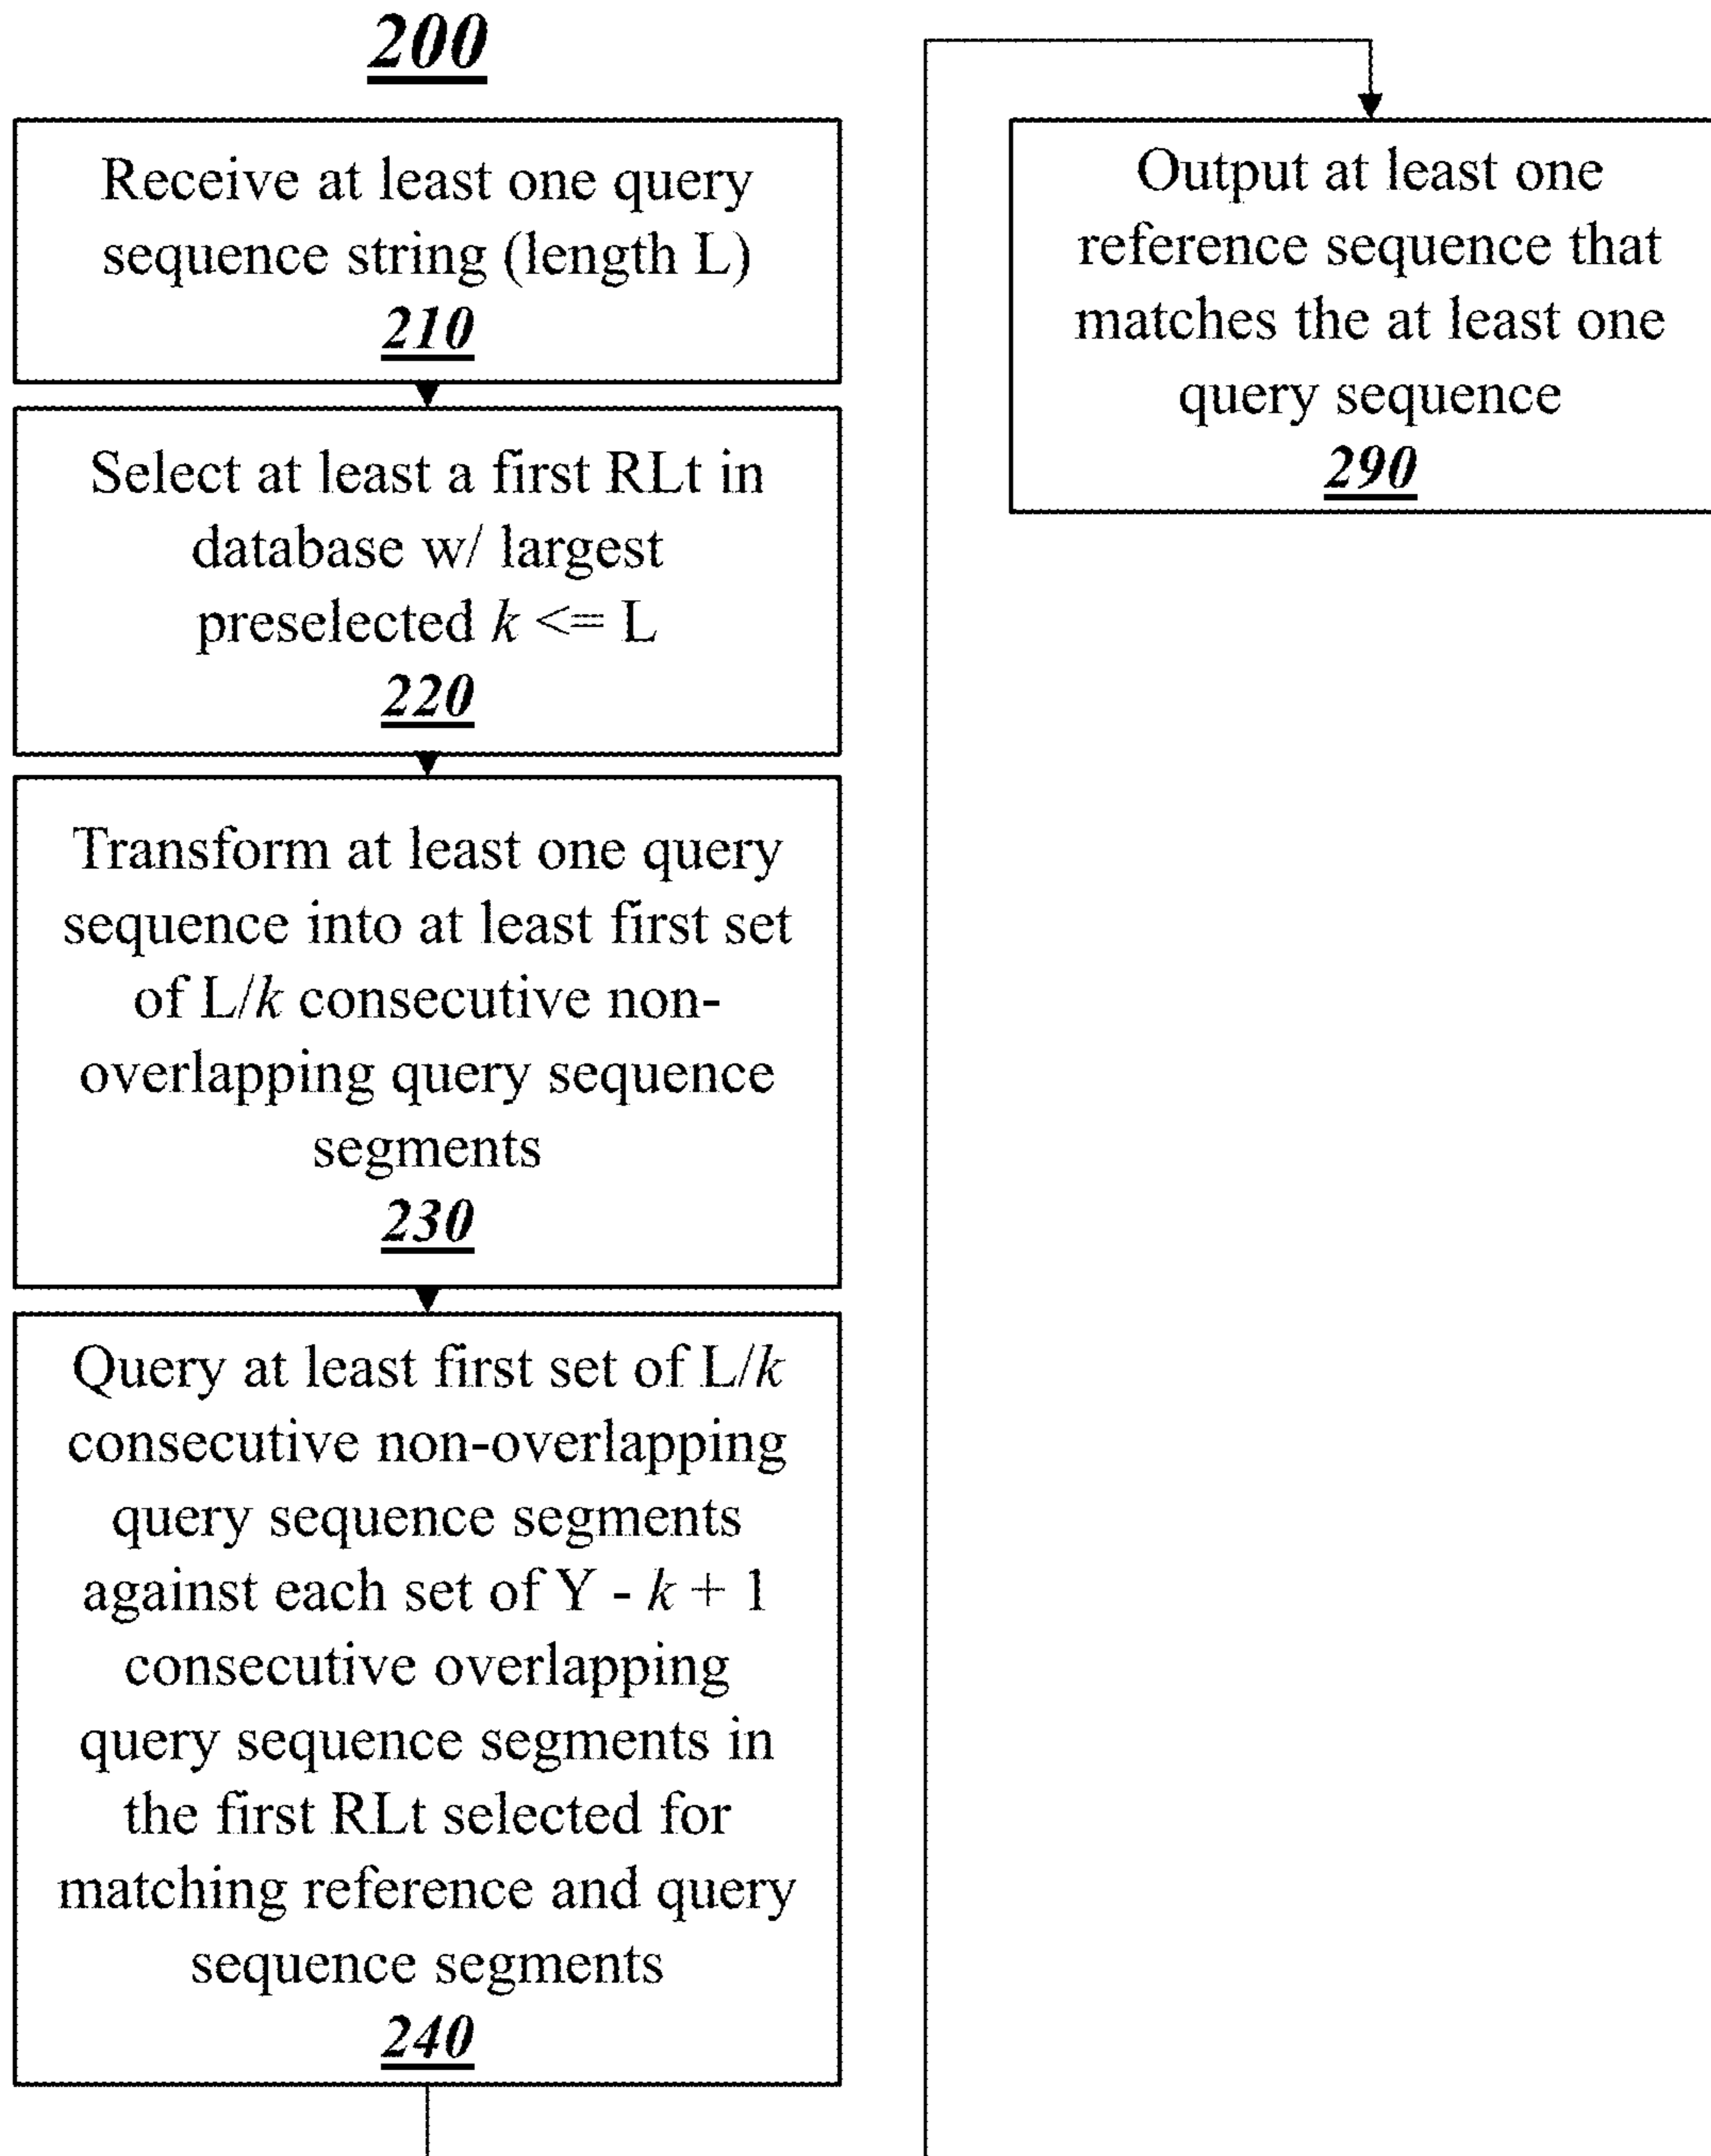 200
Receive at least one query
sequence string (length L)
210
Select at least a first RLt in
database w/ largest
preselected k <= L
220
Transform at least one query
sequence into at least first set
of L/k consecutive non-
overlapping query sequence
segments
230
Query at least first set of L/k
consecutive non-overlapping
query sequence segments
against each set of Y - k + 1
consecutive overlapping
query sequence segments in
the first RLt selected for
matching reference and query
sequence segments
240
Output at least one
reference sequence that
matches the at least one
query sequence
290